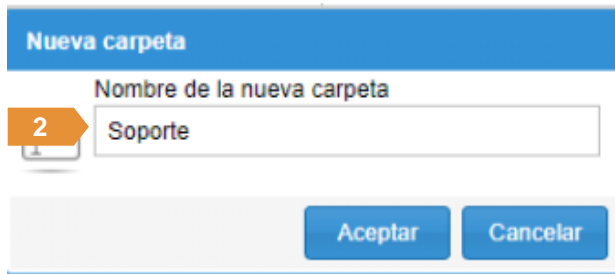 Nueva carpeta
Nombre de la nueva carpeta
2
Soporte
Aceptar
Cancelar